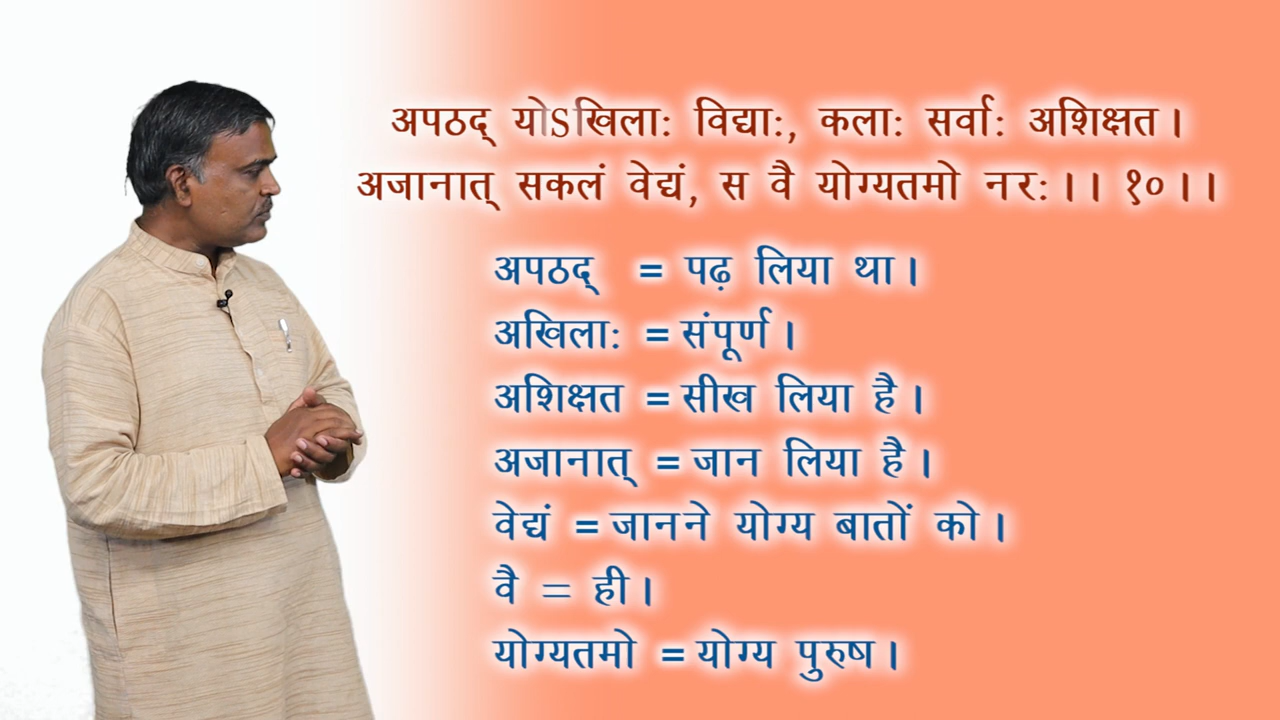 अपठद् योऽखिलाः विद्याः, कलाः सर्वाः अशिक्षत।
अजानात् सकलं वेद्यं, स वै योग्यतमो नरः।। १०।।
अपठद् = पढ़ लिया था।
अखिलाः = संपूर्ण।
अशिक्षत = सीख लिया है।
अजानात् = जान लिया है।
वेद्यं = जानने योग्य बातों को।
वै = ही।
योग्यतमो = योग्य पुरुष।